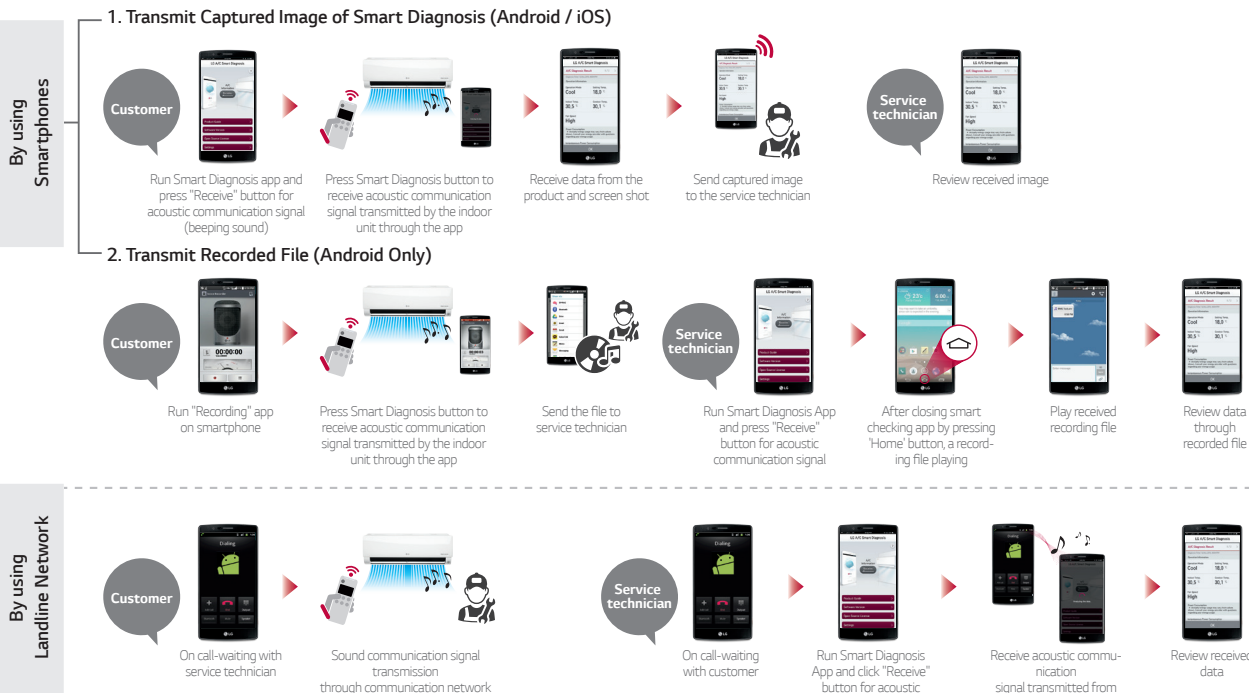 By using
Smartphones
1. Transmit Captured Image of Smart Diagnosis (Android / iOS)
Customer
Run Smart Diagnosis app and
press "Receive" button for
acoustic communication signal
(beeping sound)
Press Smart Diagnosis button to
receive acoustic communication
signal transmitted by the indoor
unit through the app
Receive data from the
product and screen shot
Send captured image
to the service technician
Service
technician
Review received image
2. Transmit Recorded File (Android Only)
Customer
00:00:00
Run "Recording" app
on smartphone
Press Smart Diagnosis button to
receive acoustic communication
signal transmitted by the indoor
unit through the app
Send the file to
service technician
Service
technician
Run Smart Diagnosis App
and press "Receive"
button for acoustic
communication signal
After closing smart
checking app by pressing
'Home' button, a record-
ing file playing
Play received
recording file
Review data
through
recorded file
By using
Landline Network
Customer
Dialing
On call-waiting with
service technician
Sound communication signal
transmission
through communication network
Service
technician
Dialing
On call-waiting
with customer
Run Smart Diagnosis
App and click "Receive"
button for acoustic
Receive acoustic commu-
nication
signal transmitted from
Review received
data